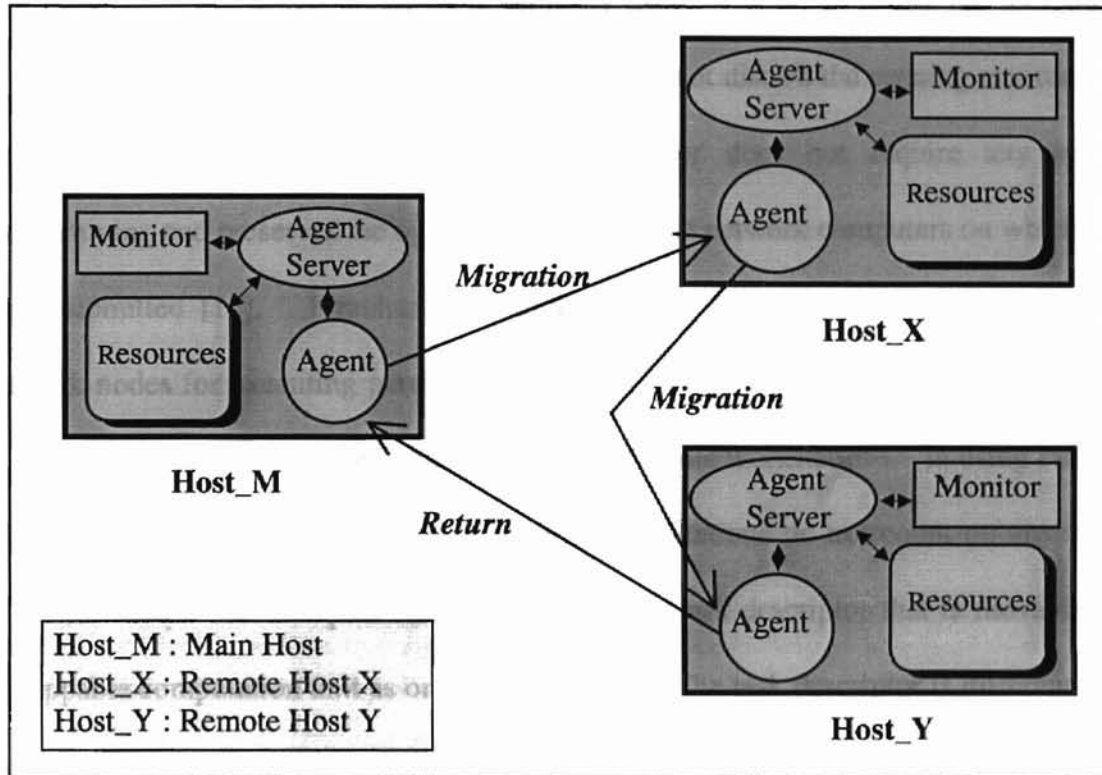 Monitor
Agent
Server
Resources
Agent
Host_M
Migration
Agent
Server
Monitor
Resources
Agent
Host_X
Migration
Agent
Server
Monitor
Resources
Agent
Host_Y
Return
Host_M : Main Host
Host_X : Remote Host X
Host_Y : Remote Host Y